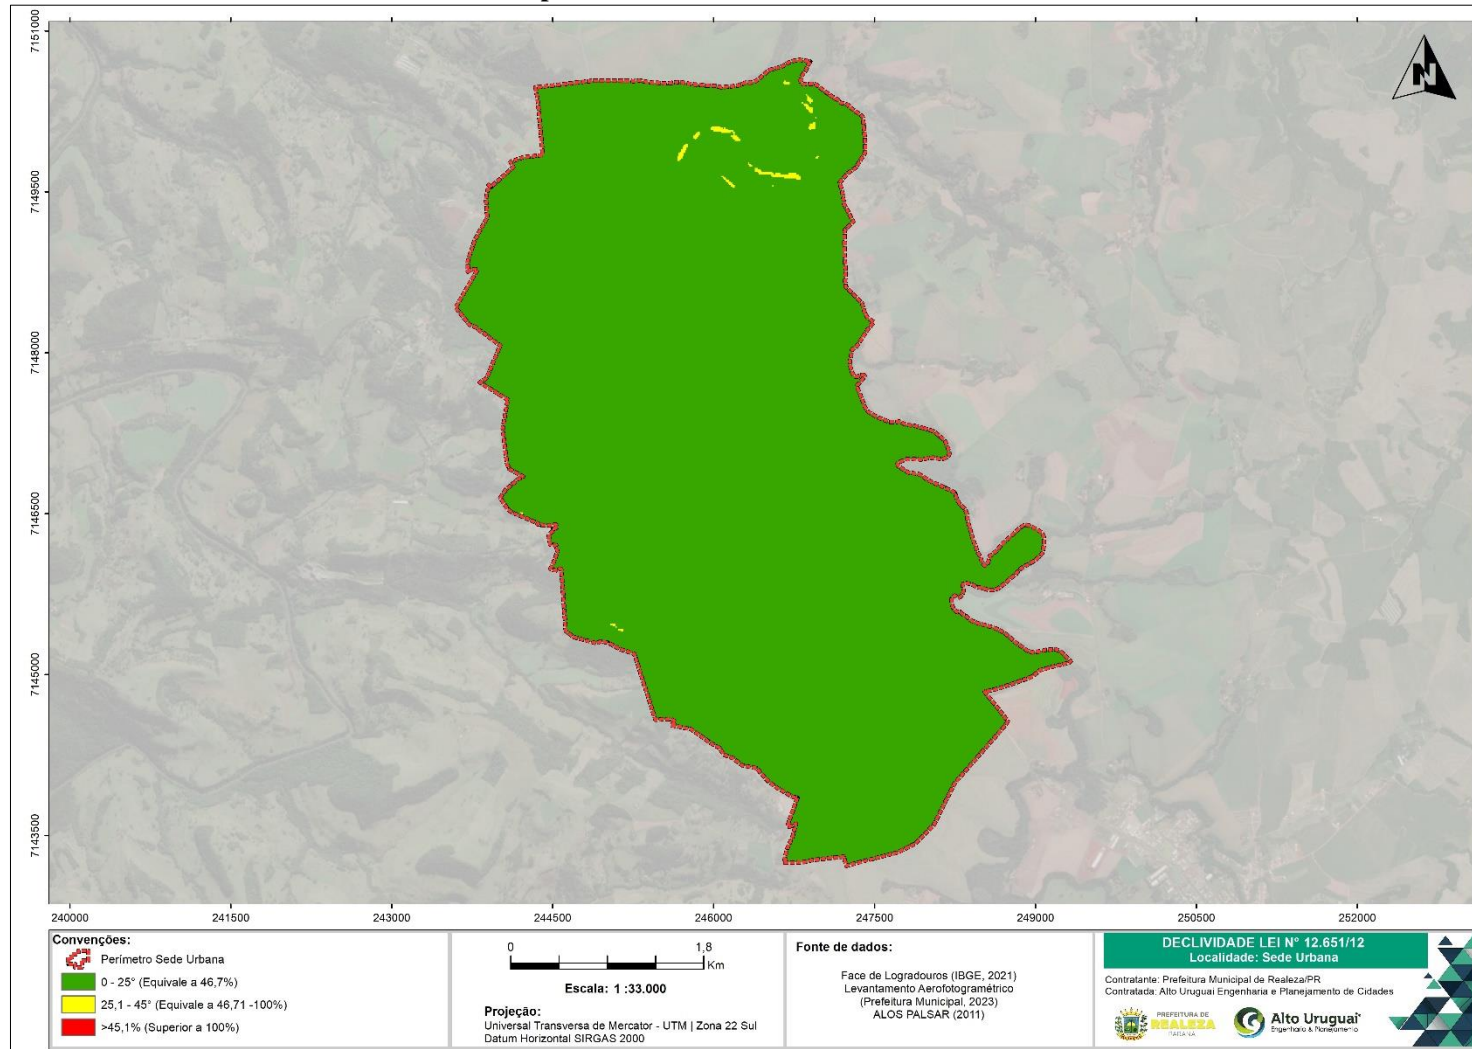 7151000
7149500
7148000
7146500
7145000
7143500
N
240000 241500 243000 244500 246000 247500 249000 250500 252000
Convenções:
Perímetro Sede Urbana
0 - 25° (Equivale a 46,7%)
25,1 - 45° (Equivale a 46,71 -100%)
>45,1% (Superior a 100%)
0 1,8
Km
Escala: 1 :33.000
Projeção:
Universal Transversa de Mercator - UTM | Zona 22 Sul
Datum Horizontal SIRGAS 2000
Fonte de dados:
Face de Logradouros (IBGE, 2021)
Levantamento Aerofotogramétrico
(Prefeitura Municipal, 2023)
ALOS PALSAR (2011)
DECLIVIDADE LEI N° 12.651/12
Localidade: Sede Urbana
Contratante: Prefeitura Municipal de Realeza/PR
Contratada: Alto Uruguai Engenharia e Planejamento de Cidades
PREFEITURA DE
REALEZA
PARANÁ
Alto Uruguai
Engenharia & Planejamento